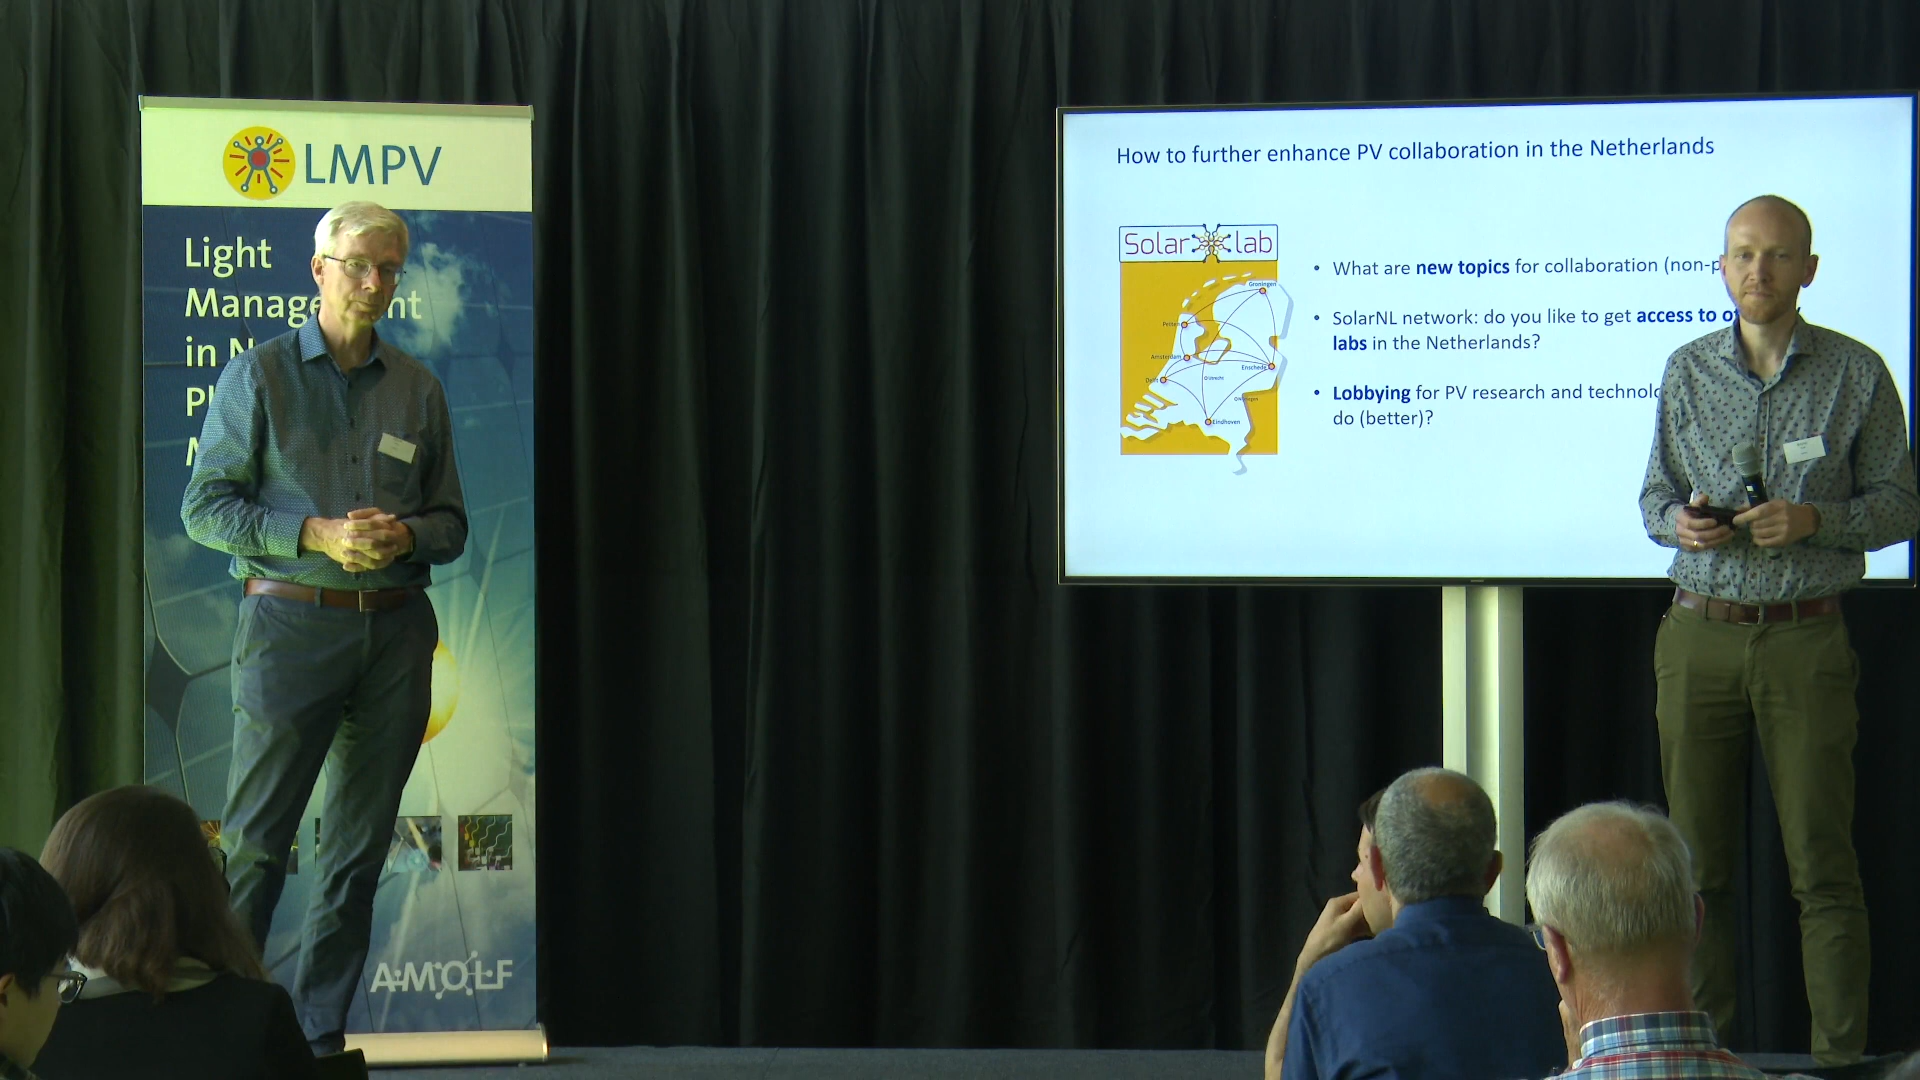 LMPV
Light
Manage nt
in N
Pl
M
A·M·O·L·F
How to further enhance PV collaboration in the Netherlands
Solar lab
Groningen
Petten
Amsterdam
Enschede
Delft
Utrecht
Nijmegen
Eindhoven
• What are new topics for collaboration (non-p
• SolarNL network: do you like to get access to o
labs in the Netherlands?
• Lobbying for PV research and technolo
do (better)?